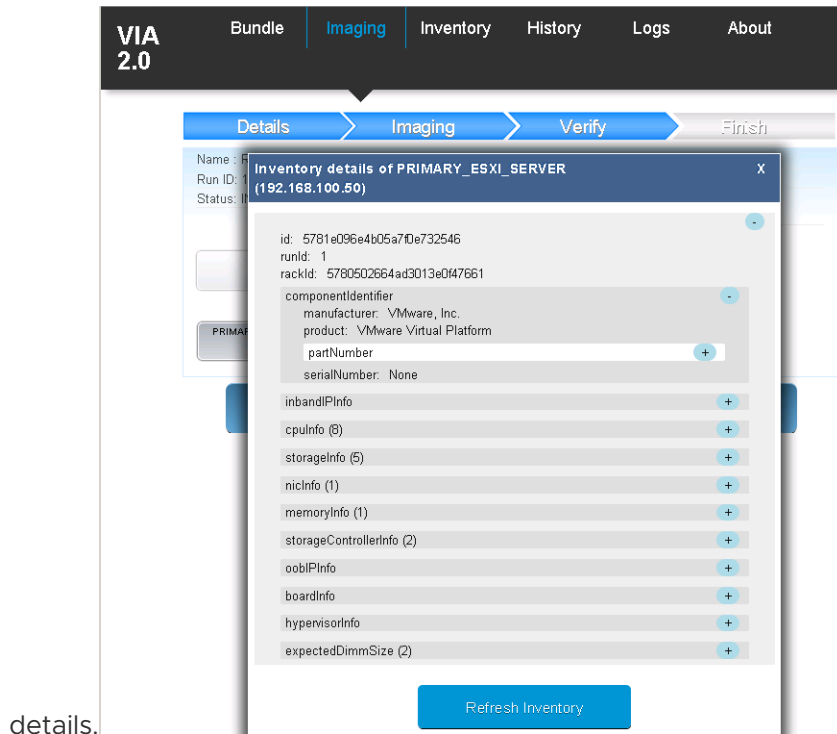 VIA 2.0
Bundle Imaging Inventory History Logs About
Details Imaging Verify Finish
Name :
Run ID: 1
Status:
PRIMA
Inventory details of PRIMARY_ESXI_SERVER X
(192.168.100.50)
-
id: 5781e096e4b05a7f0e732546
runId: 1
rackId: 5780502664ad3013e0f47661
componentIdentifier -
manufacturer: VMware, Inc.
product: VMware Virtual Platform
partNumber +
serialNumber: None
inbandIPInfo +
cpuInfo (8) +
storageInfo (5) +
nicInfo (1) +
memoryInfo (1) +
storageControllerInfo (2) +
oobIPInfo +
boardInfo +
hypervisorInfo +
expectedDimmSize (2) +
Refresh Inventory
details.